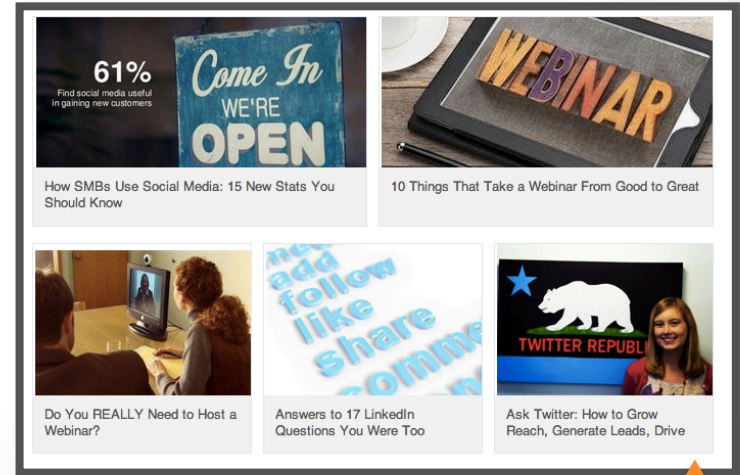 61%
Find social media useful
in gaining new customers
Come In
WE'RE
OPEN
WEBINAR
How SMBs Use Social Media: 15 New Stats You
Should Know
10 Things That Take a Webinar From Good to Great
add
follow
like
share
TWITTER
Do You REALLY Need to Host a
Webinar?
Answers to 17 LinkedIn
Questions You Were Too
Ask Twitter: How to Grow
Reach, Generate Leads, Drive